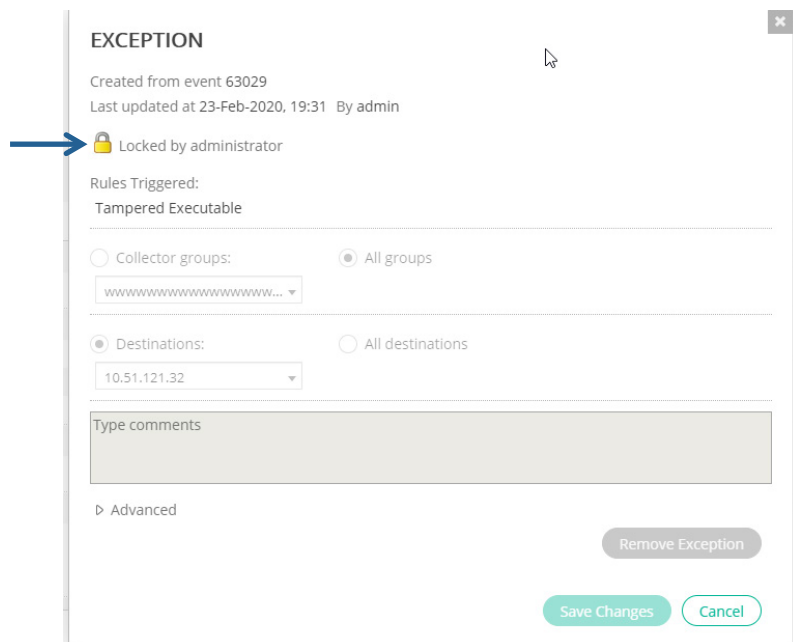 EXCEPTION
Created from event 63029
Last updated at 23-Feb-2020, 19:31 By admin
Locked by administrator
Rules Triggered:
Tampered Executable
Collector groups: All groups
wwwwwwwwwwwwwwwww...
Destinations: All destinations
10.51.121.32
Type comments
Advanced
Remove Exception
Save Changes Cancel